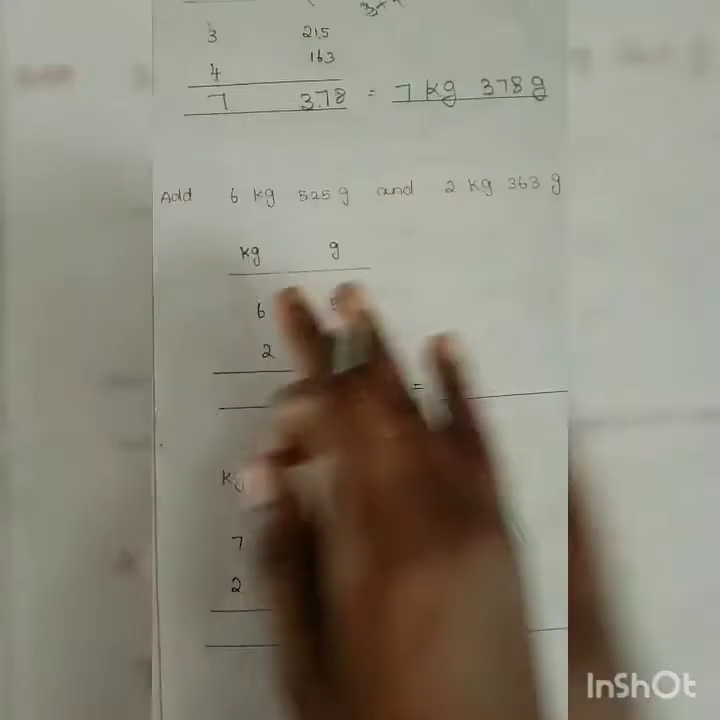 3 215
4 163
7 378 = 7 kg 378 g
Add 6 kg 525 g and 2 kg 363 g
kg g
6
2
=
kg
7
2
InShOt